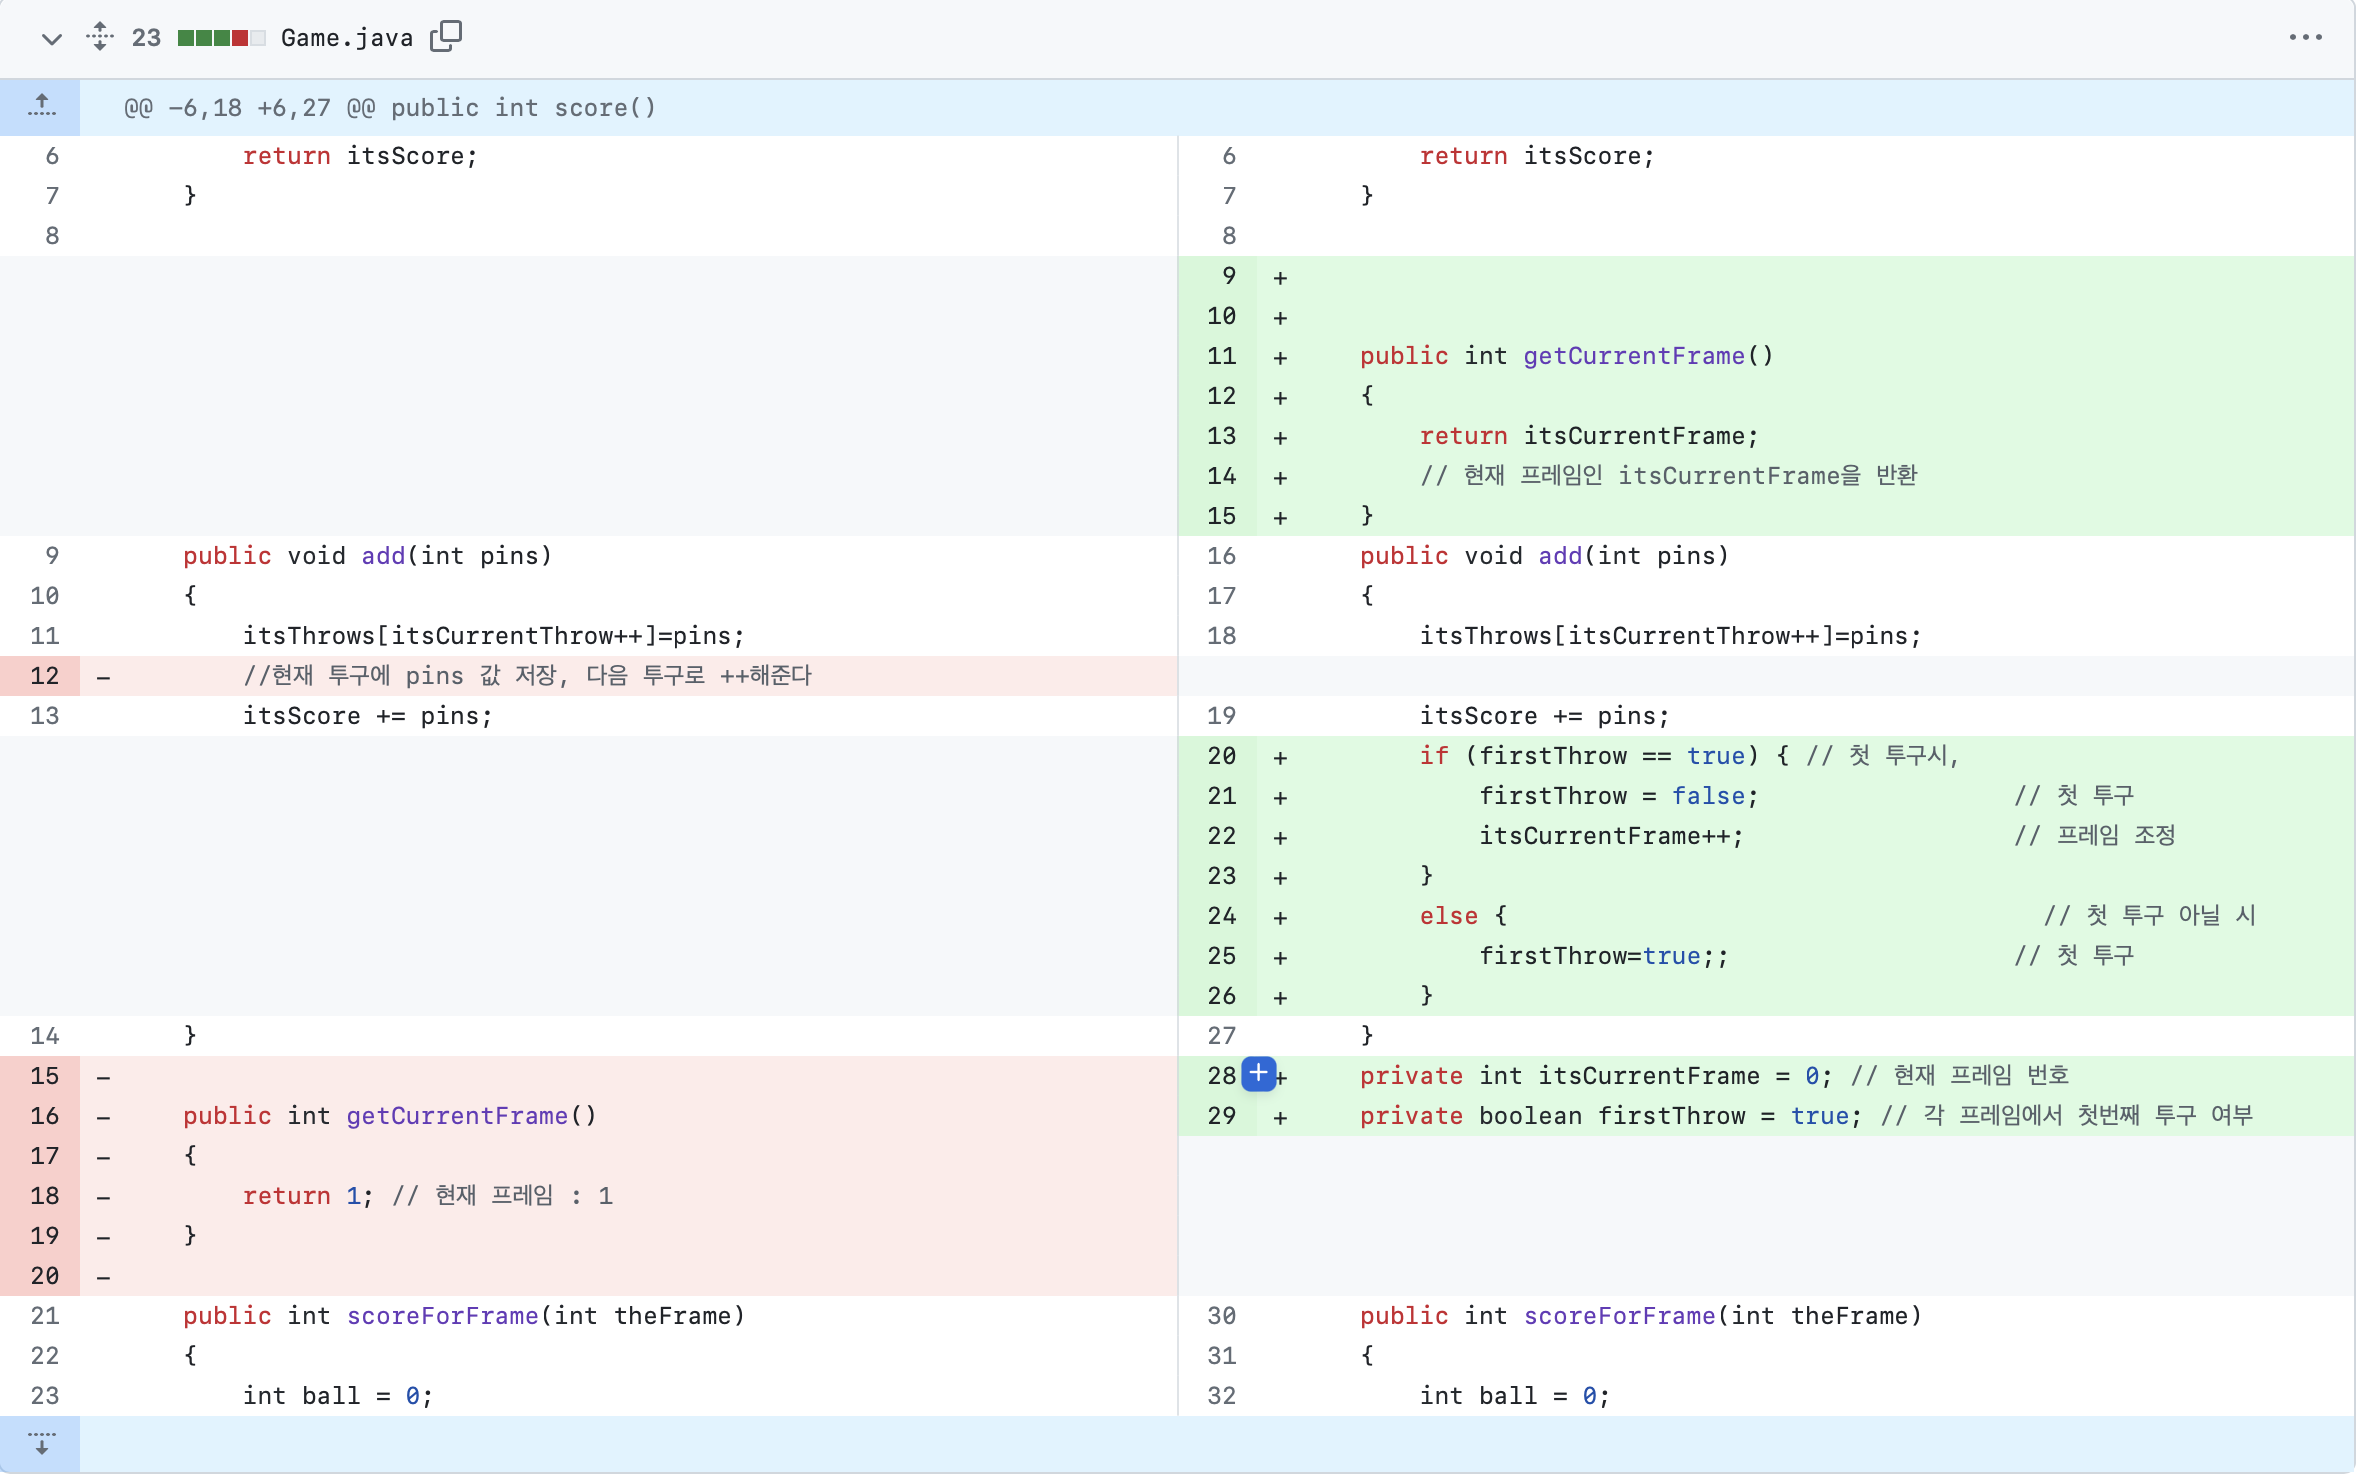 23 Game.java
@@ -6,18 +6,27 @@ public int score()
6 return itsScore;
7 }
8
9 public void add(int pins)
10 {
11 itsThrows[itsCurrentThrow++]=pins;
12 - //현재 투구에 pins 값 저장, 다음 투구로 ++해준다
13 itsScore += pins;
14 }
15 -
16 - public int getCurrentFrame()
17 - {
18 - return 1; // 현재 프레임 : 1
19 - }
20 -
21 public int scoreForFrame(int theFrame)
22 {
23 int ball = 0;
6 return itsScore;
7 }
8
9 +
10 +
11 + public int getCurrentFrame()
12 + {
13 + return itsCurrentFrame;
14 + // 현재 프레임인 itsCurrentFrame을 반환
15 + }
16 public void add(int pins)
17 {
18 itsThrows[itsCurrentThrow++]=pins;
19 itsScore += pins;
20 + if (firstThrow == true) { // 첫 투구시,
21 + firstThrow = false; // 첫 투구
22 + itsCurrentFrame++; // 프레임 조정
23 + }
24 + else { // 첫 투구 아닐 시
25 + firstThrow=true;; // 첫 투구
26 + }
27 }
28 + private int itsCurrentFrame = 0; // 현재 프레임 번호
29 + private boolean firstThrow = true; // 각 프레임에서 첫번째 투구 여부
30 public int scoreForFrame(int theFrame)
31 {
32 int ball = 0;